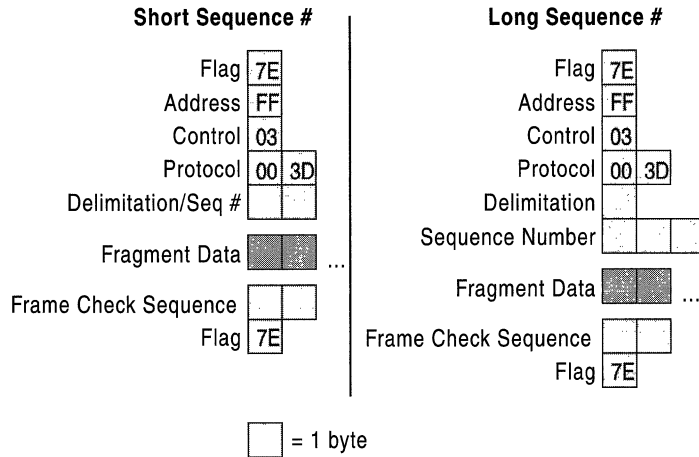 Short Sequence #
Flag 7E
Address FF
Control 03
Protocol 00 3D
Delimitation/Seq #
Fragment Data ...
Frame Check Sequence
Flag 7E
Long Sequence #
Flag 7E
Address FF
Control 03
Protocol 00 3D
Delimitation
Sequence Number
Fragment Data ...
Frame Check Sequence
Flag 7E
= 1 byte